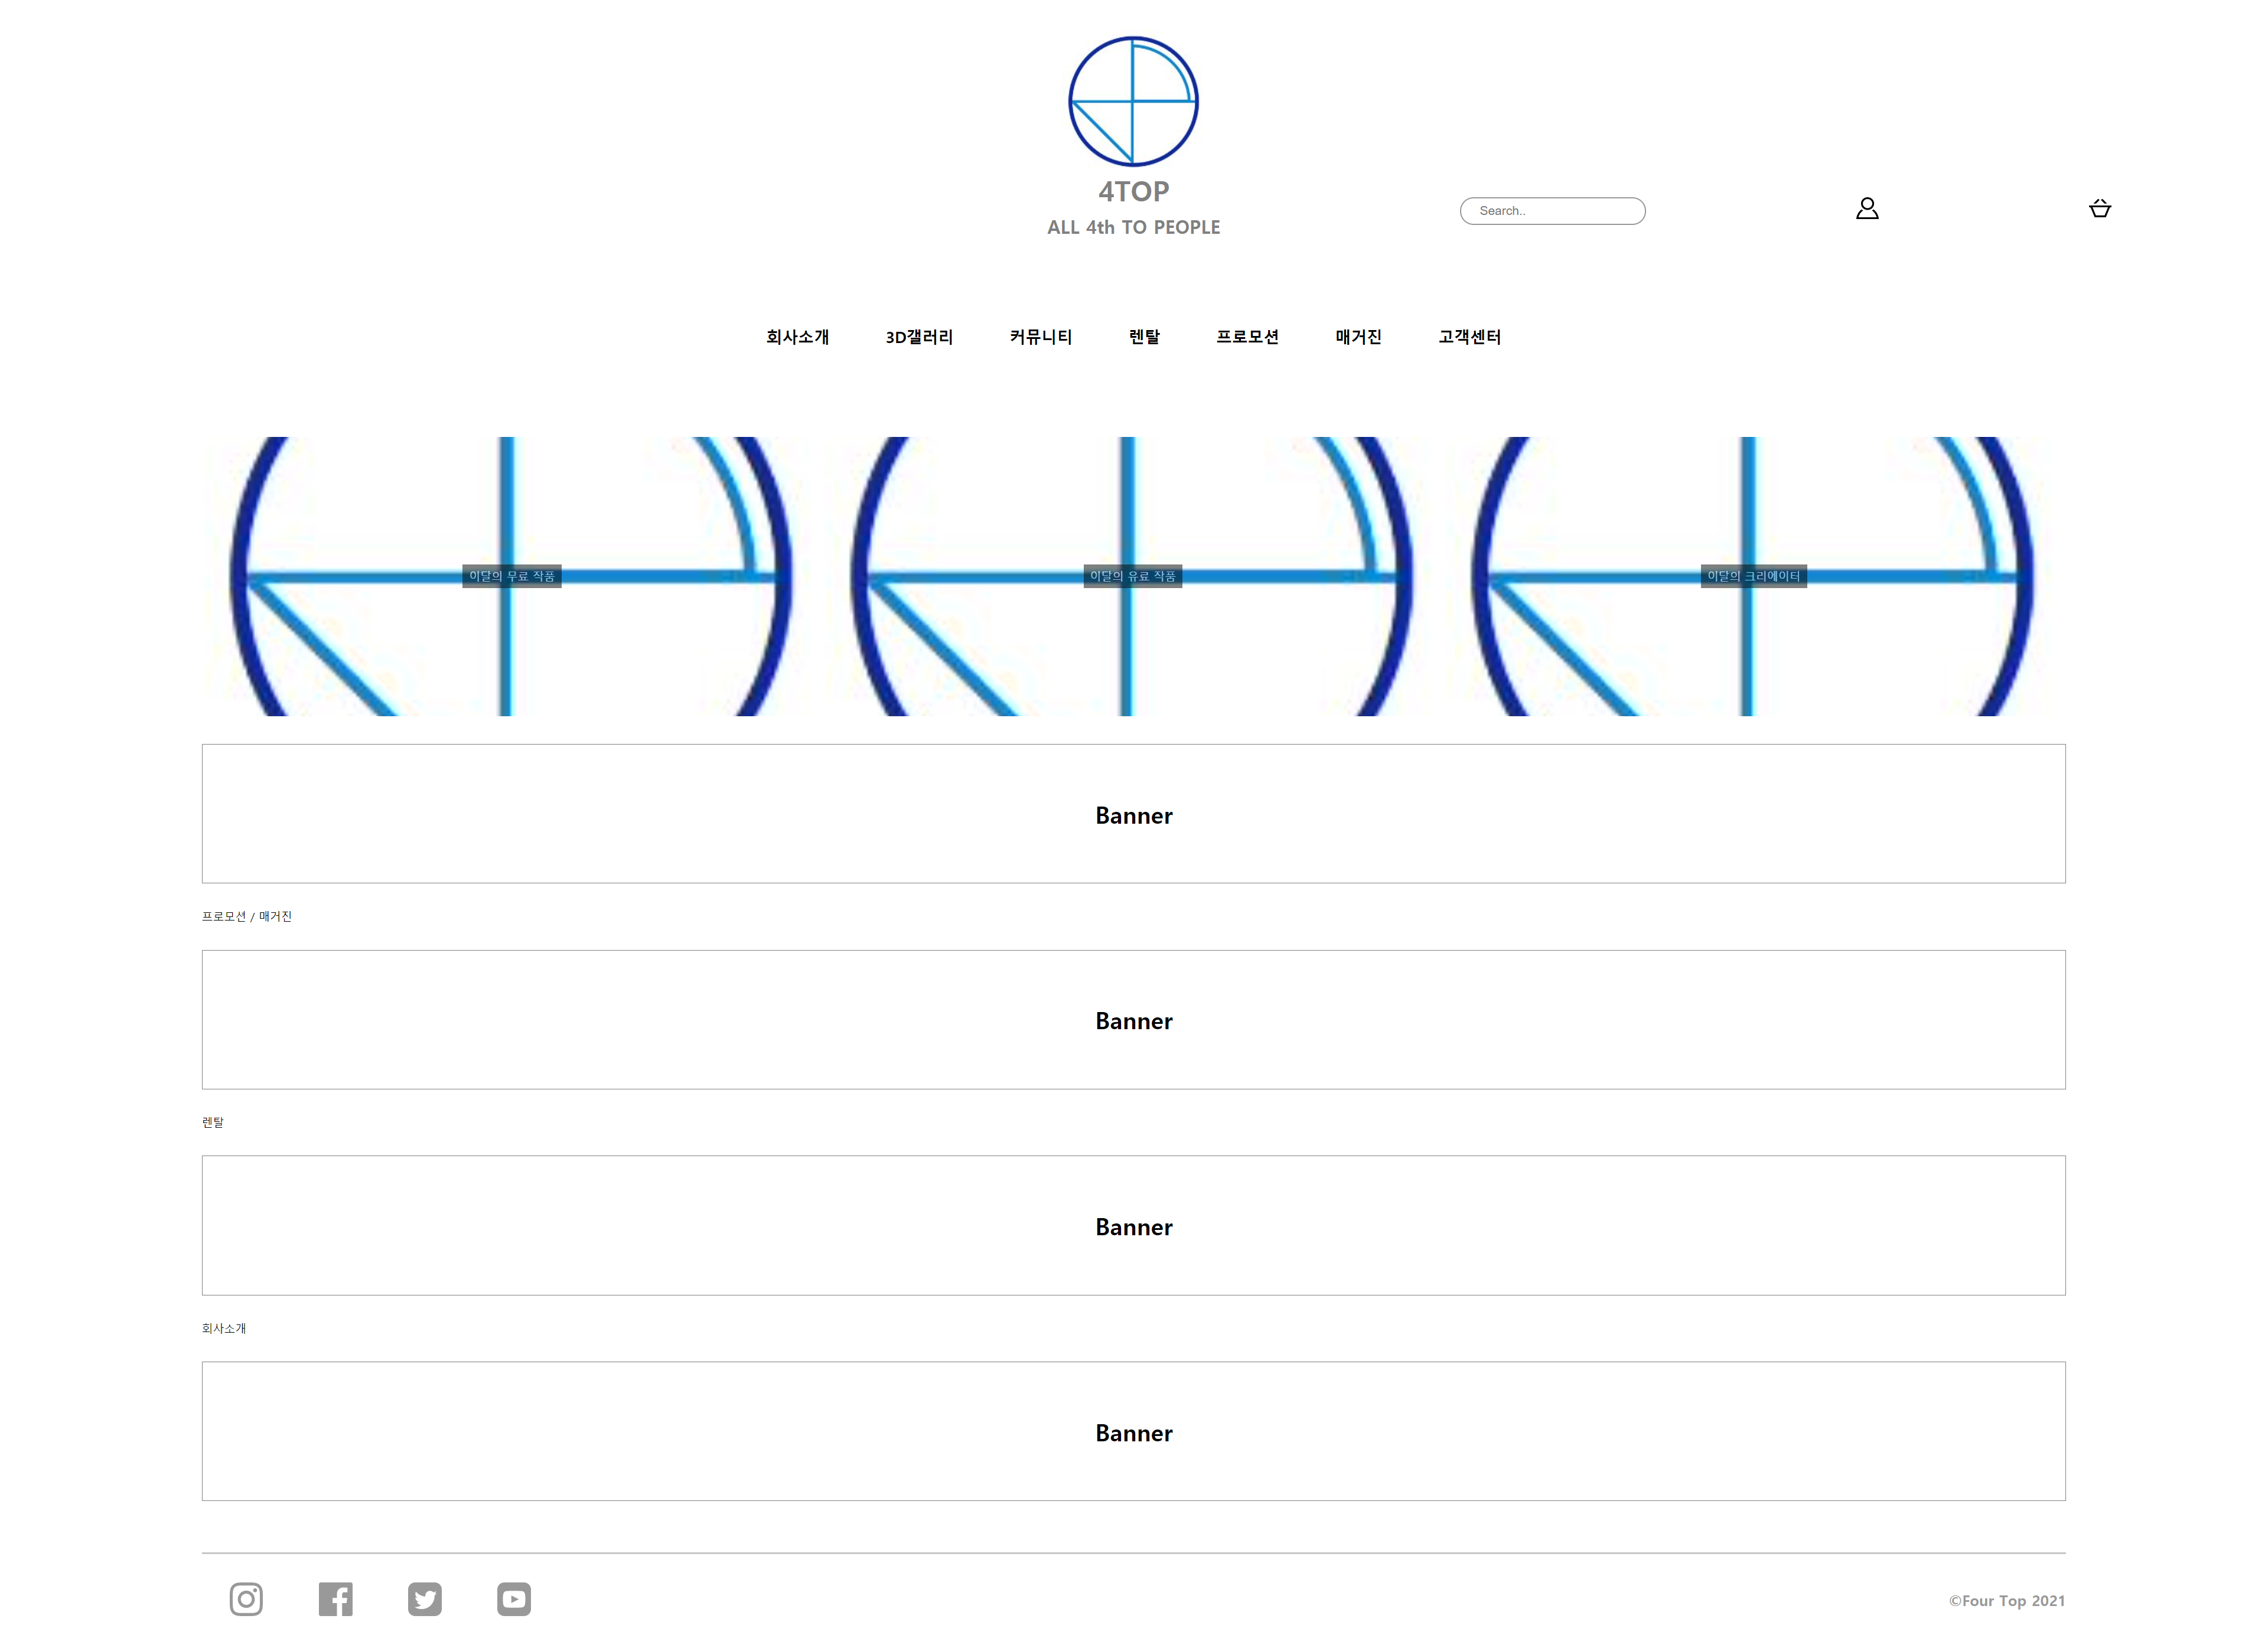 4TOP
ALL 4th TO PEOPLE
Search..
회사소개 3D갤러리 커뮤니티 렌탈 프로모션 매거진 고객센터
이달의 무료 작품 이달의 유료 작품 이달의 크리에이터
Banner
프로모션 / 매거진
Banner
렌탈
Banner
회사소개
Banner
©Four Top 2021